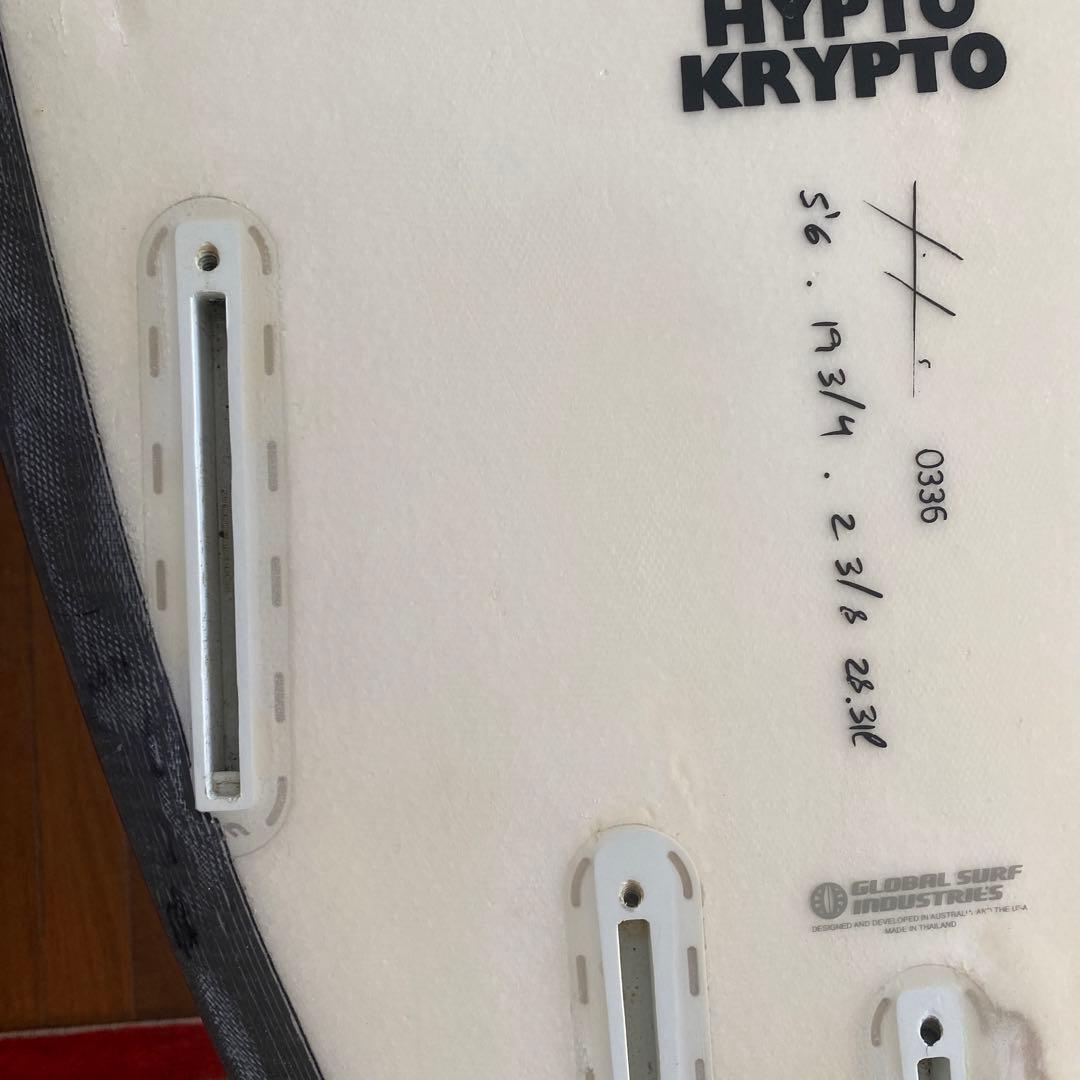 HYPTO
KRYPTO
5'6 . 19 3/4 . 2 3/8 28.3lt
0336
GLOBAL SURF
INDUSTRIES
DESIGNED AND DEVELOPED IN AUSTRALIA AND THE USA
MADE IN THAILAND